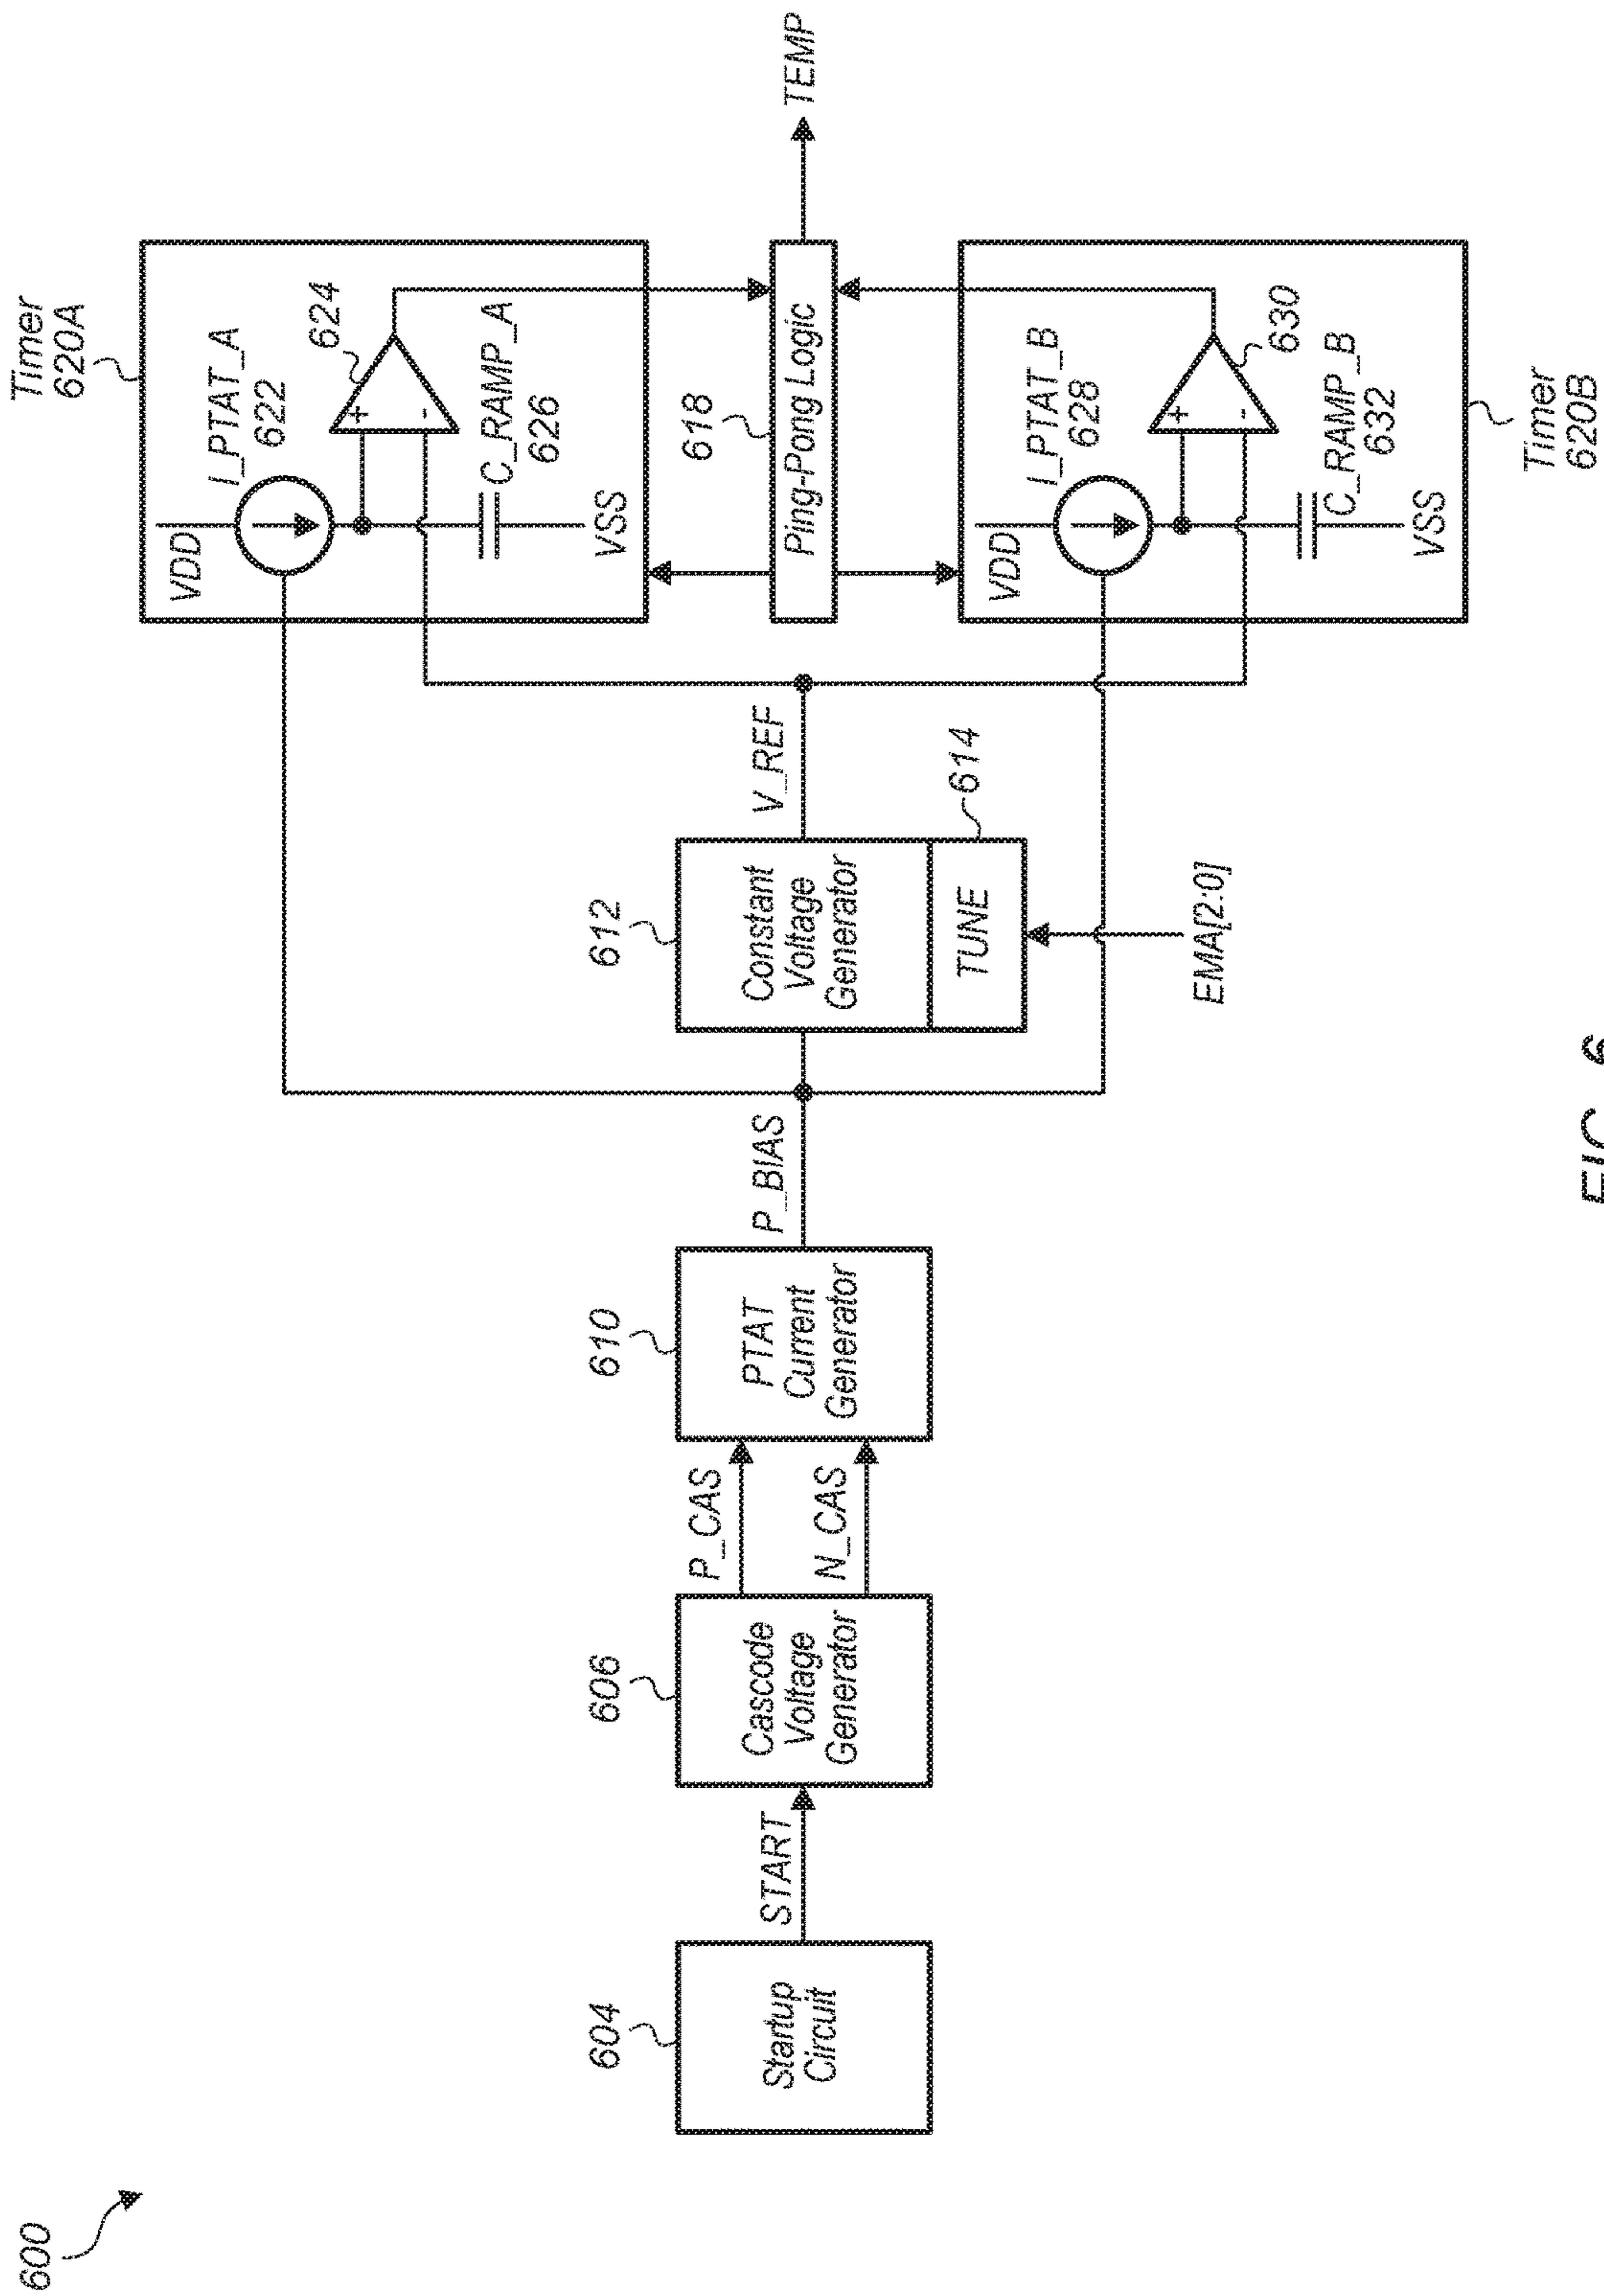 600
604
Startup
Circuit
START
606
Cascode
Voltage
Generator
P_CAS
N_CAS
610
PTAT
Current
Generator
P_BIAS
612
Constant
Voltage
Generator
TUNE
614
EMA[2:0]
V_REF
Timer
620A
VDD
I_PTAT_A
622
624
+
-
C_RAMP_A
626
VSS
618
Ping-Pong Logic
TEMP
VDD
I_PTAT_B
628
+
-
630
C_RAMP_B
632
VSS
Timer
620B
FIG. 6